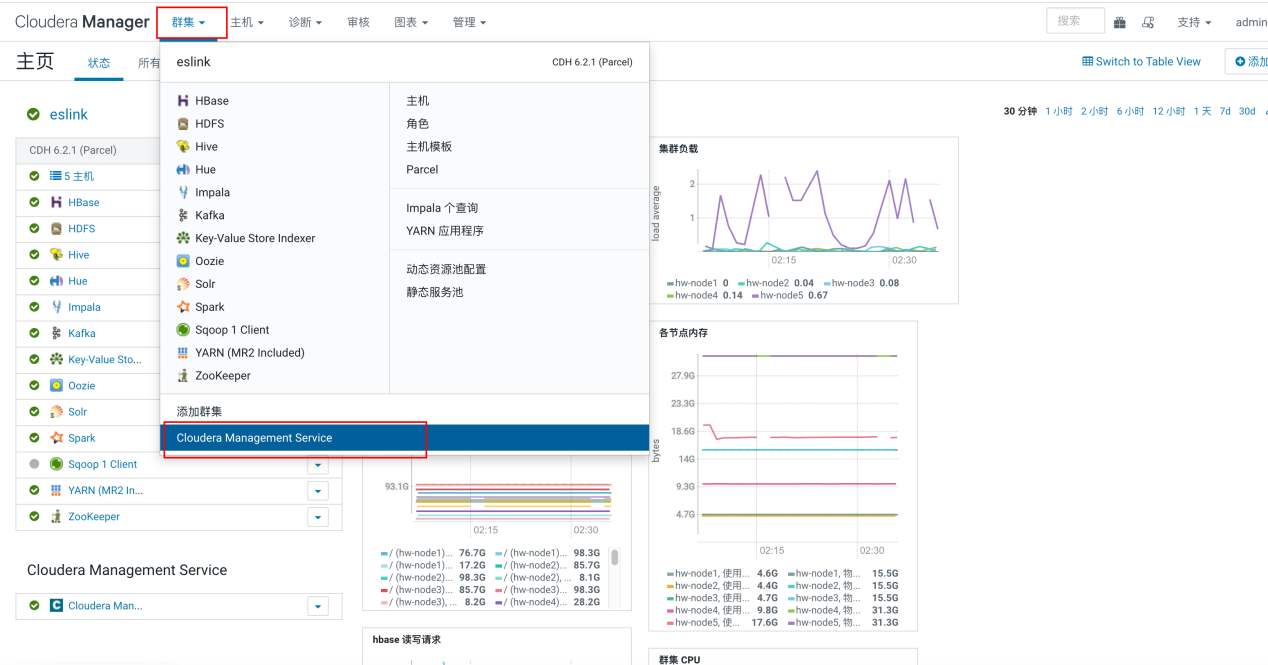 Cloudera Manager 群集 主机 诊断 审核 图表 管理 搜索 支持 admin
主页 状态 所有 Switch to Table View 添加
eslink CDH 6.2.1 (Parcel)
HBase
HDFS
Hive
Hue
Impala
Kafka
Key-Value Store Indexer
Oozie
Solr
Spark
Sqoop 1 Client
YARN (MR2 Included)
ZooKeeper
主机
角色
主机模板
Parcel
Impala 个查询
YARN 应用程序
动态资源池配置
静态服务池
添加群集
Cloudera Management Service
eslink
30 分钟 1 小时 2 小时 6 小时 12 小时 1 天 7d 30d
CDH 6.2.1 (Parcel)
5 主机
HBase
HDFS
Hive
Hue
Impala
Kafka
Key-Value Sto...
Oozie
Solr
Spark
Sqoop 1 Client
YARN (MR2 In...
ZooKeeper
Cloudera Management Service
Cloudera Man...
93.1G
02:15 02:30
/ (hw-node1)... 76.7G / (hw-node1)... 98.3G
/ (hw-node1)... 17.2G / (hw-node2)... 85.7G
/ (hw-node2)... 98.3G / (hw-node2), ... 8.1G
/ (hw-node3)... 85.7G / (hw-node3)... 98.3G
/ (hw-node3), ... 8.2G / (hw-node4)... 28.2G
hbase 读写请求
集群负载
load average
2
1
02:15 02:30
hw-node1 0 hw-node2 0.04 hw-node3 0.08
hw-node4 0.14 hw-node5 0.67
各节点内存
bytes
27.9G
23.3G
18.6G
14G
9.3G
4.7G
02:15 02:30
hw-node1, 使用... 4.6G hw-node1, 物... 15.5G
hw-node2, 使用... 4.4G hw-node2, 物... 15.5G
hw-node3, 使用... 4.7G hw-node3, 物... 15.5G
hw-node4, 使用... 9.8G hw-node4, 物... 31.3G
hw-node5, 使... 17.6G hw-node5, 物... 31.3G
群集 CPU